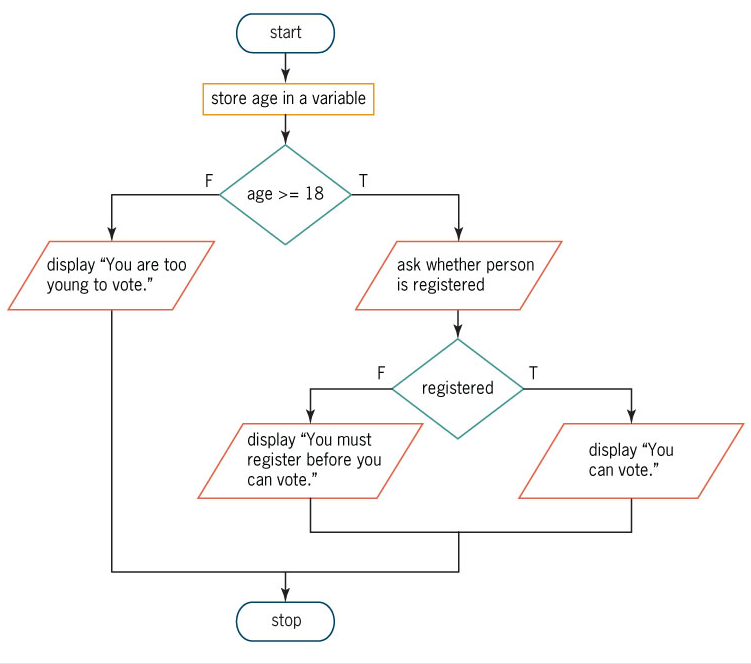 start
store age in a variable
F
age >= 18
T
display “You are too
young to vote.”
ask whether person
is registered
F
registered
T
display “You must
register before you
can vote.”
display “You
can vote.”
stop